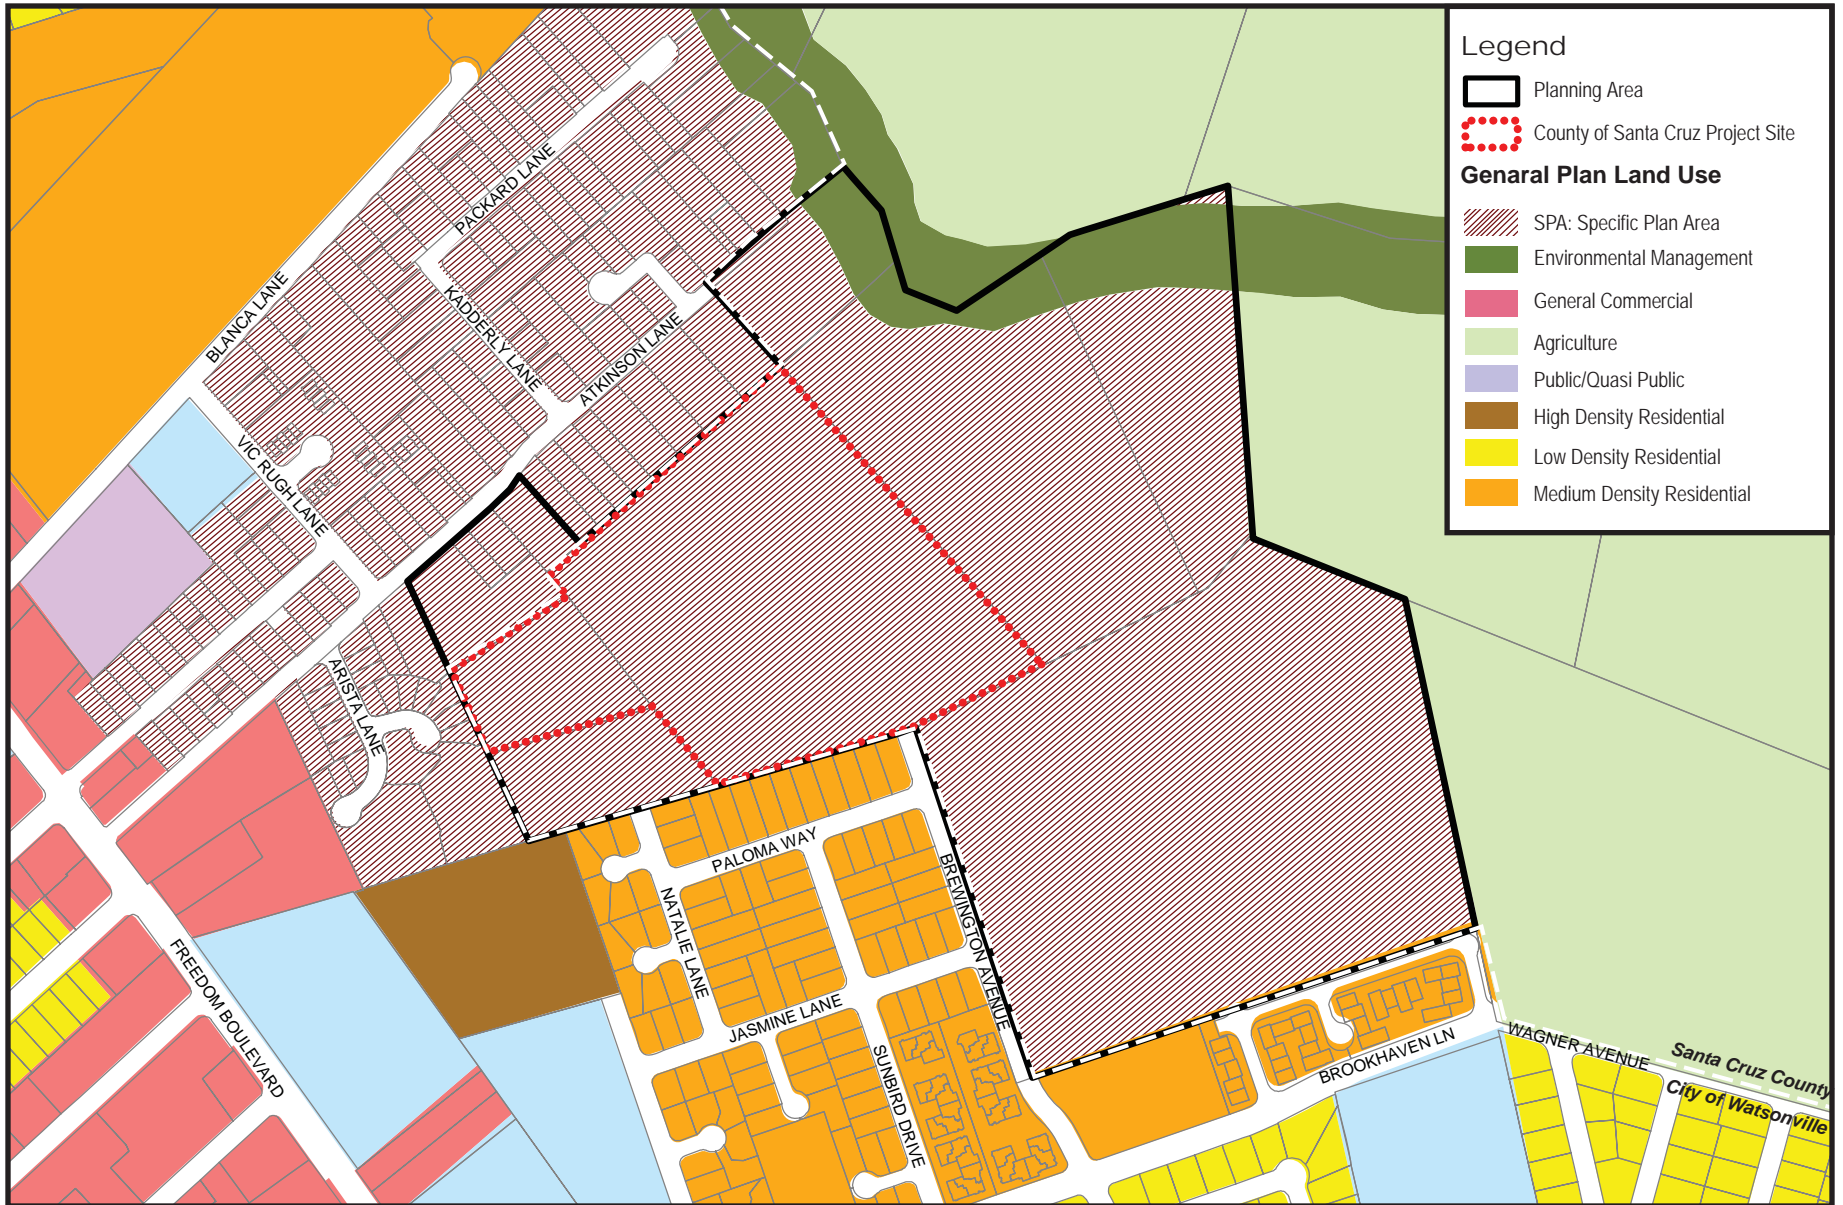 Legend
Planning Area
County of Santa Cruz Project Site
Genaral Plan Land Use
SPA: Specific Plan Area
Environmental Management
General Commercial
Agriculture
Public/Quasi Public
High Density Residential
Low Density Residential
Medium Density Residential
PACKARD LANE
BLANCA LANE
KADDERLY LANE
ATKINSON LANE
VIC RUGH LANE
ARISTA LANE
PALOMA WAY
BREWINGTON AVENUE
NATALIE LANE
FREEDOM BOULEVARD
JASMINE LANE
SUNBIRD DRIVE
BROOKHAVEN LN
WAGNER AVENUE
Santa Cruz County
City of Watsonville